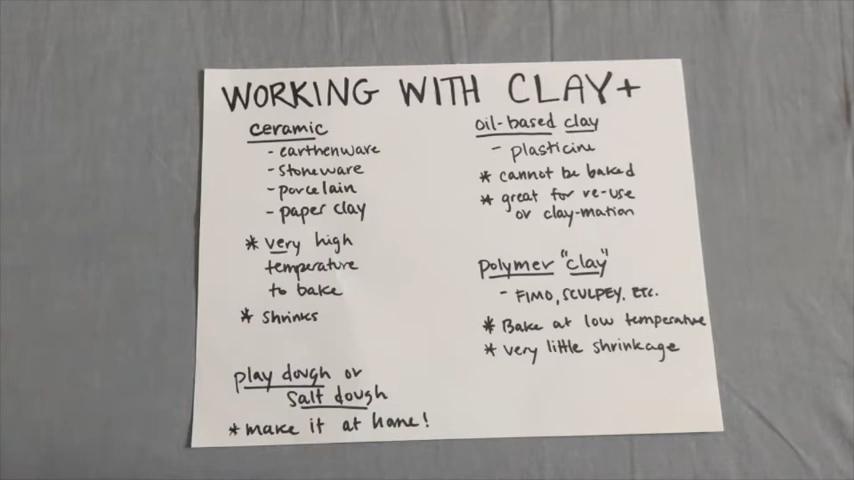 WORKING WITH CLAY+
ceramic
- earthenware
- stoneware
- porcelain
- paper clay
* very high
temperature
to bake
* shrinks
play dough or
salt dough
* make it at home!
oil-based clay
- plasticine
* cannot be baked
* great for re-use
or clay-mation
polymer "clay"
- FIMO, SCULPEY, ETC.
* Bake at low temperature
* very little shrinkage